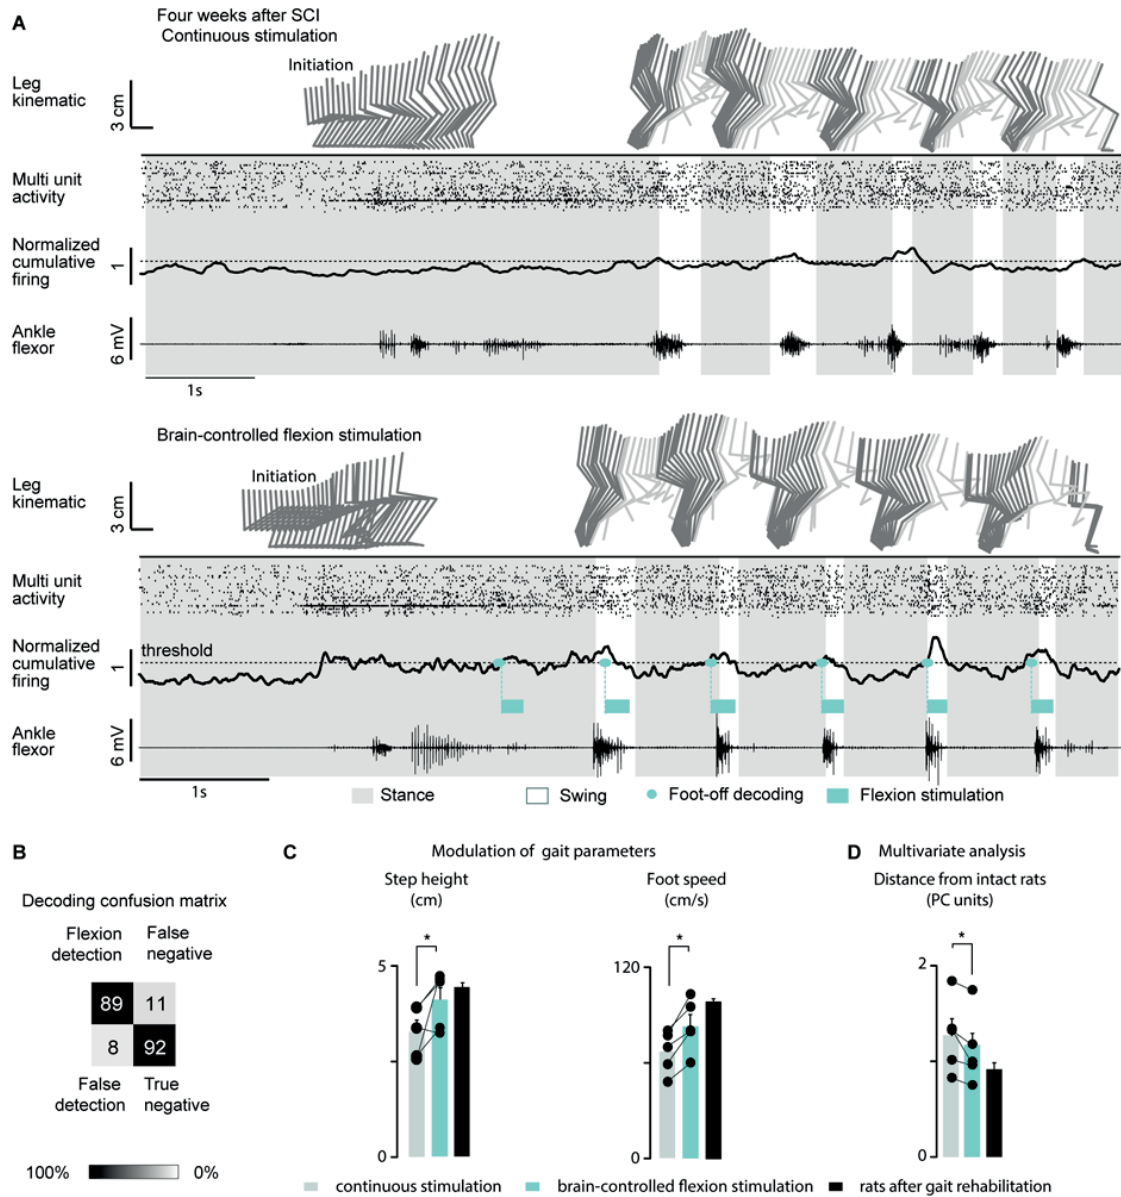 A
Four weeks after SCI
Continuous stimulation
Initiation
Leg
kinematic
3 cm
Multi unit
activity
Normalized
cumulative
firing
1
Ankle
flexor
6 mV
1s
Brain-controlled flexion stimulation
Initiation
Leg
kinematic
3 cm
Multi unit
activity
Normalized
cumulative
firing
1
threshold
Ankle
flexor
6 mV
1s
Stance
Swing
Foot-off decoding
Flexion stimulation
B
Decoding confusion matrix
Flexion
detection
False
negative
89
11
8
92
False
detection
True
negative
100%
0%
C
Modulation of gait parameters
Step height
(cm)
*
5
0
Foot speed
(cm/s)
*
120
0
D
Multivariate analysis
Distance from intact rats
(PC units)
*
2
0
continuous stimulation
brain-controlled flexion stimulation
rats after gait rehabilitation